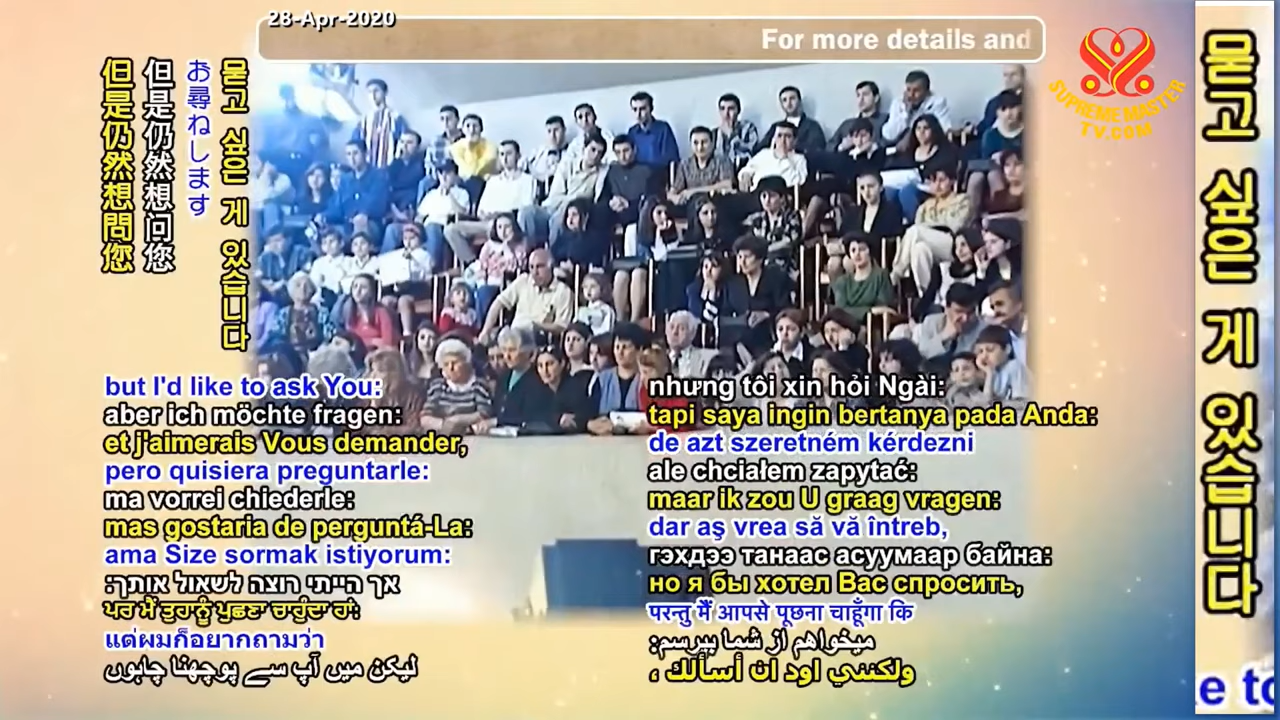 28-Apr-2020
For more details and
SUPREME MASTER
TV.COM
但是仍然想問您
但是仍然想问您
お尋ねします
묻고 싶은 게 있습니다
but I'd like to ask You:
aber ich möchte fragen:
et j'aimerais Vous demander,
pero quisiera preguntarle:
ma vorrei chiederle:
mas gostaria de perguntá-La:
ama Size sormak istiyorum:
אך הייתי רוצה לשאול אותך:
ਪਰ ਮੈਂ ਤੁਹਾਨੂੰ ਪੁਛਣਾ ਚਾਹੁੰਦਾ ਹਾਂ:
แต่ผมก็อยากถามว่า
لیکن میں آپ سے پوچھنا چاہوں
nhưng tôi xin hỏi Ngài:
tapi saya ingin bertanya pada Anda:
de azt szeretném kérdezni
ale chciałem zapytać:
maar ik zou U graag vragen:
dar aş vrea să vă întreb,
гэхдээ танаас асуумаар байна:
но я бы хотел Вас спросить,
परन्तु मैं आपसे पूछना चाहूँगा कि
میخواهم از شما بپرسم:
ولكنني اود ان أسألك ،
묻고 싶은 게 있습니다
e to